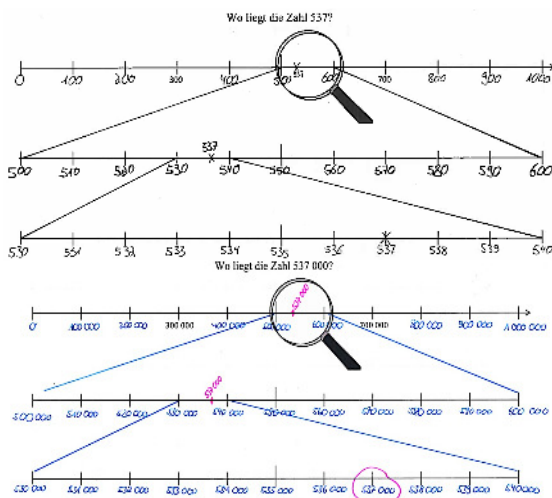 Wo liegt die Zahl 537?
0 100 200 300 400 500 600 700 800 900 1000
537
537
500 510 520 530 540 550 560 570 580 590 600
530 531 532 533 534 535 536 537 538 539 540
Wo liegt die Zahl 537 000?
537 000
0 100 000 200 000 300 000 400 000 500 000 600 000 700 000 800 000 900 000 1 000 000
537 000
500 000 510 000 520 000 530 000 540 000 550 000 560 000 570 000 580 000 590 000 600 000
530 000 531 000 532 000 533 000 534 000 535 000 536 000 537 000 538 000 539 000 540 000